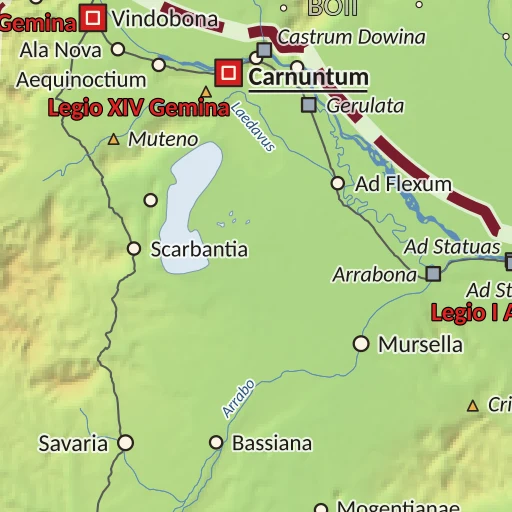 BOII
Gemina
Vindobona
Castrum Dowina
Ala Nova
Aequinoctium
Carnuntum
Legio XIV Gemina
Gerulata
Laedavus
Muteno
Ad Flexum
Scarbantia
Ad Statuas
Arrabona
Ad St
Legio I A
Mursella
Arrabo
Cri
Savaria
Bassiana
Mogentianae